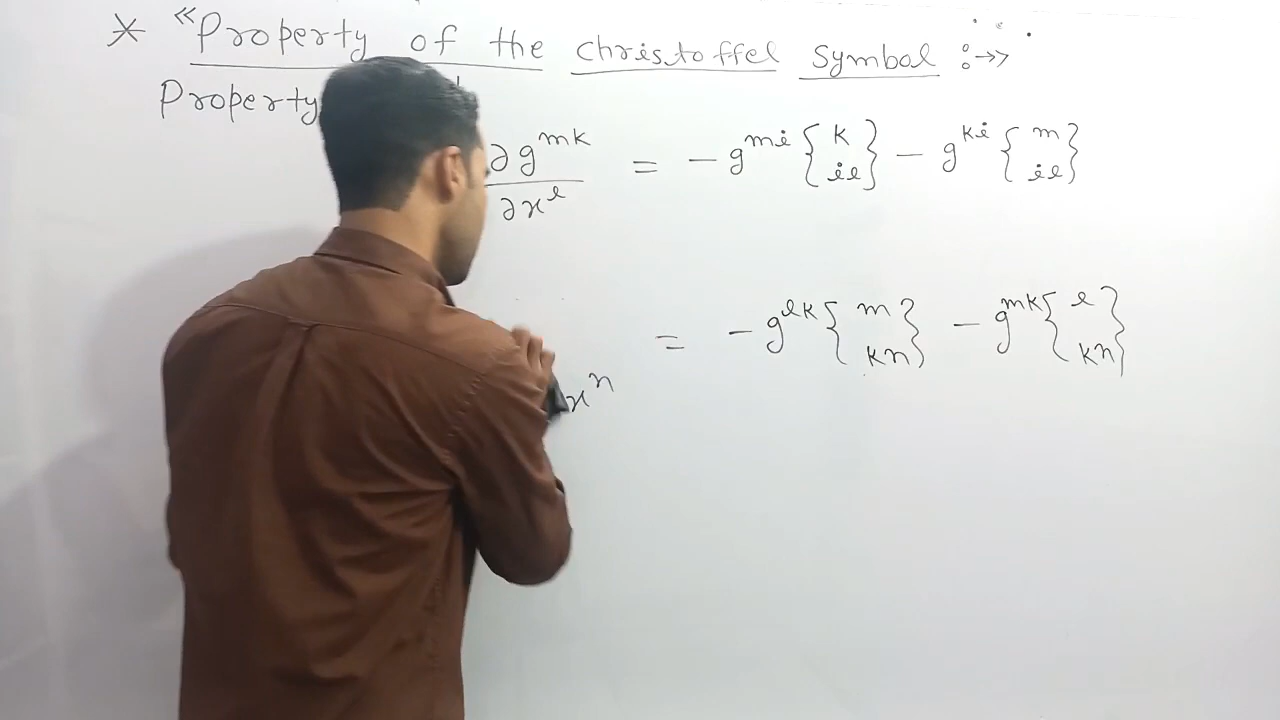 * “Property of the Christoffel Symbol :→>
Property
∂g^{mk}/∂x^l = - g^{mi} {k il} - g^{ki} {m il}
x^n = - g^{lk} {m kn} - g^{mk} {l kn}